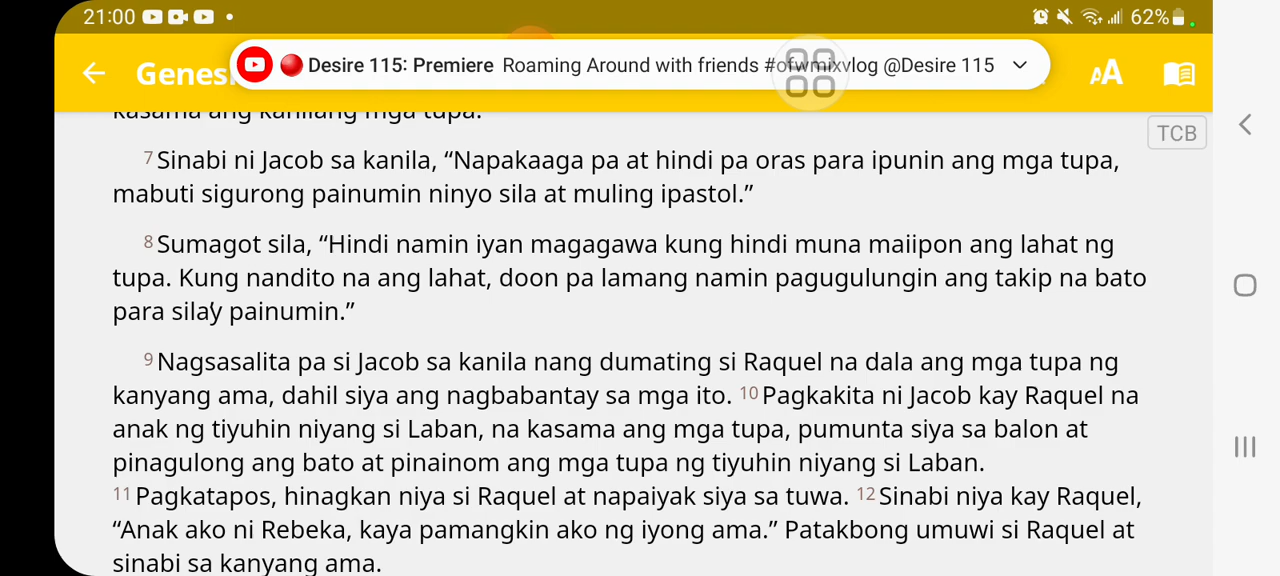 21:00 62%
Genesi
Desire 115: Premiere Roaming Around with friends #ofwmixvlog @Desire 115
AA
TCB
kasama ang kanilang mga tupa.
7 Sinabi ni Jacob sa kanila, “Napakaaga pa at hindi pa oras para ipunin ang mga tupa,
mabuti sigurong painumin ninyo sila at muling ipastol.”
8 Sumagot sila, “Hindi namin iyan magagawa kung hindi muna maiipon ang lahat ng
tupa. Kung nandito na ang lahat, doon pa lamang namin pagugulungin ang takip na bato
para sila’y painumin.”
9 Nagsasalita pa si Jacob sa kanila nang dumating si Raquel na dala ang mga tupa ng
kanyang ama, dahil siya ang nagbabantay sa mga ito. 10 Pagkakita ni Jacob kay Raquel na
anak ng tiyuhin niyang si Laban, na kasama ang mga tupa, pumunta siya sa balon at
pinagulong ang bato at pinainom ang mga tupa ng tiyuhin niyang si Laban.
11 Pagkatapos, hinagkan niya si Raquel at napaiyak siya sa tuwa. 12 Sinabi niya kay Raquel,
“Anak ako ni Rebeka, kaya pamangkin ako ng iyong ama.” Patakbong umuwi si Raquel at
sinabi sa kanyang ama.